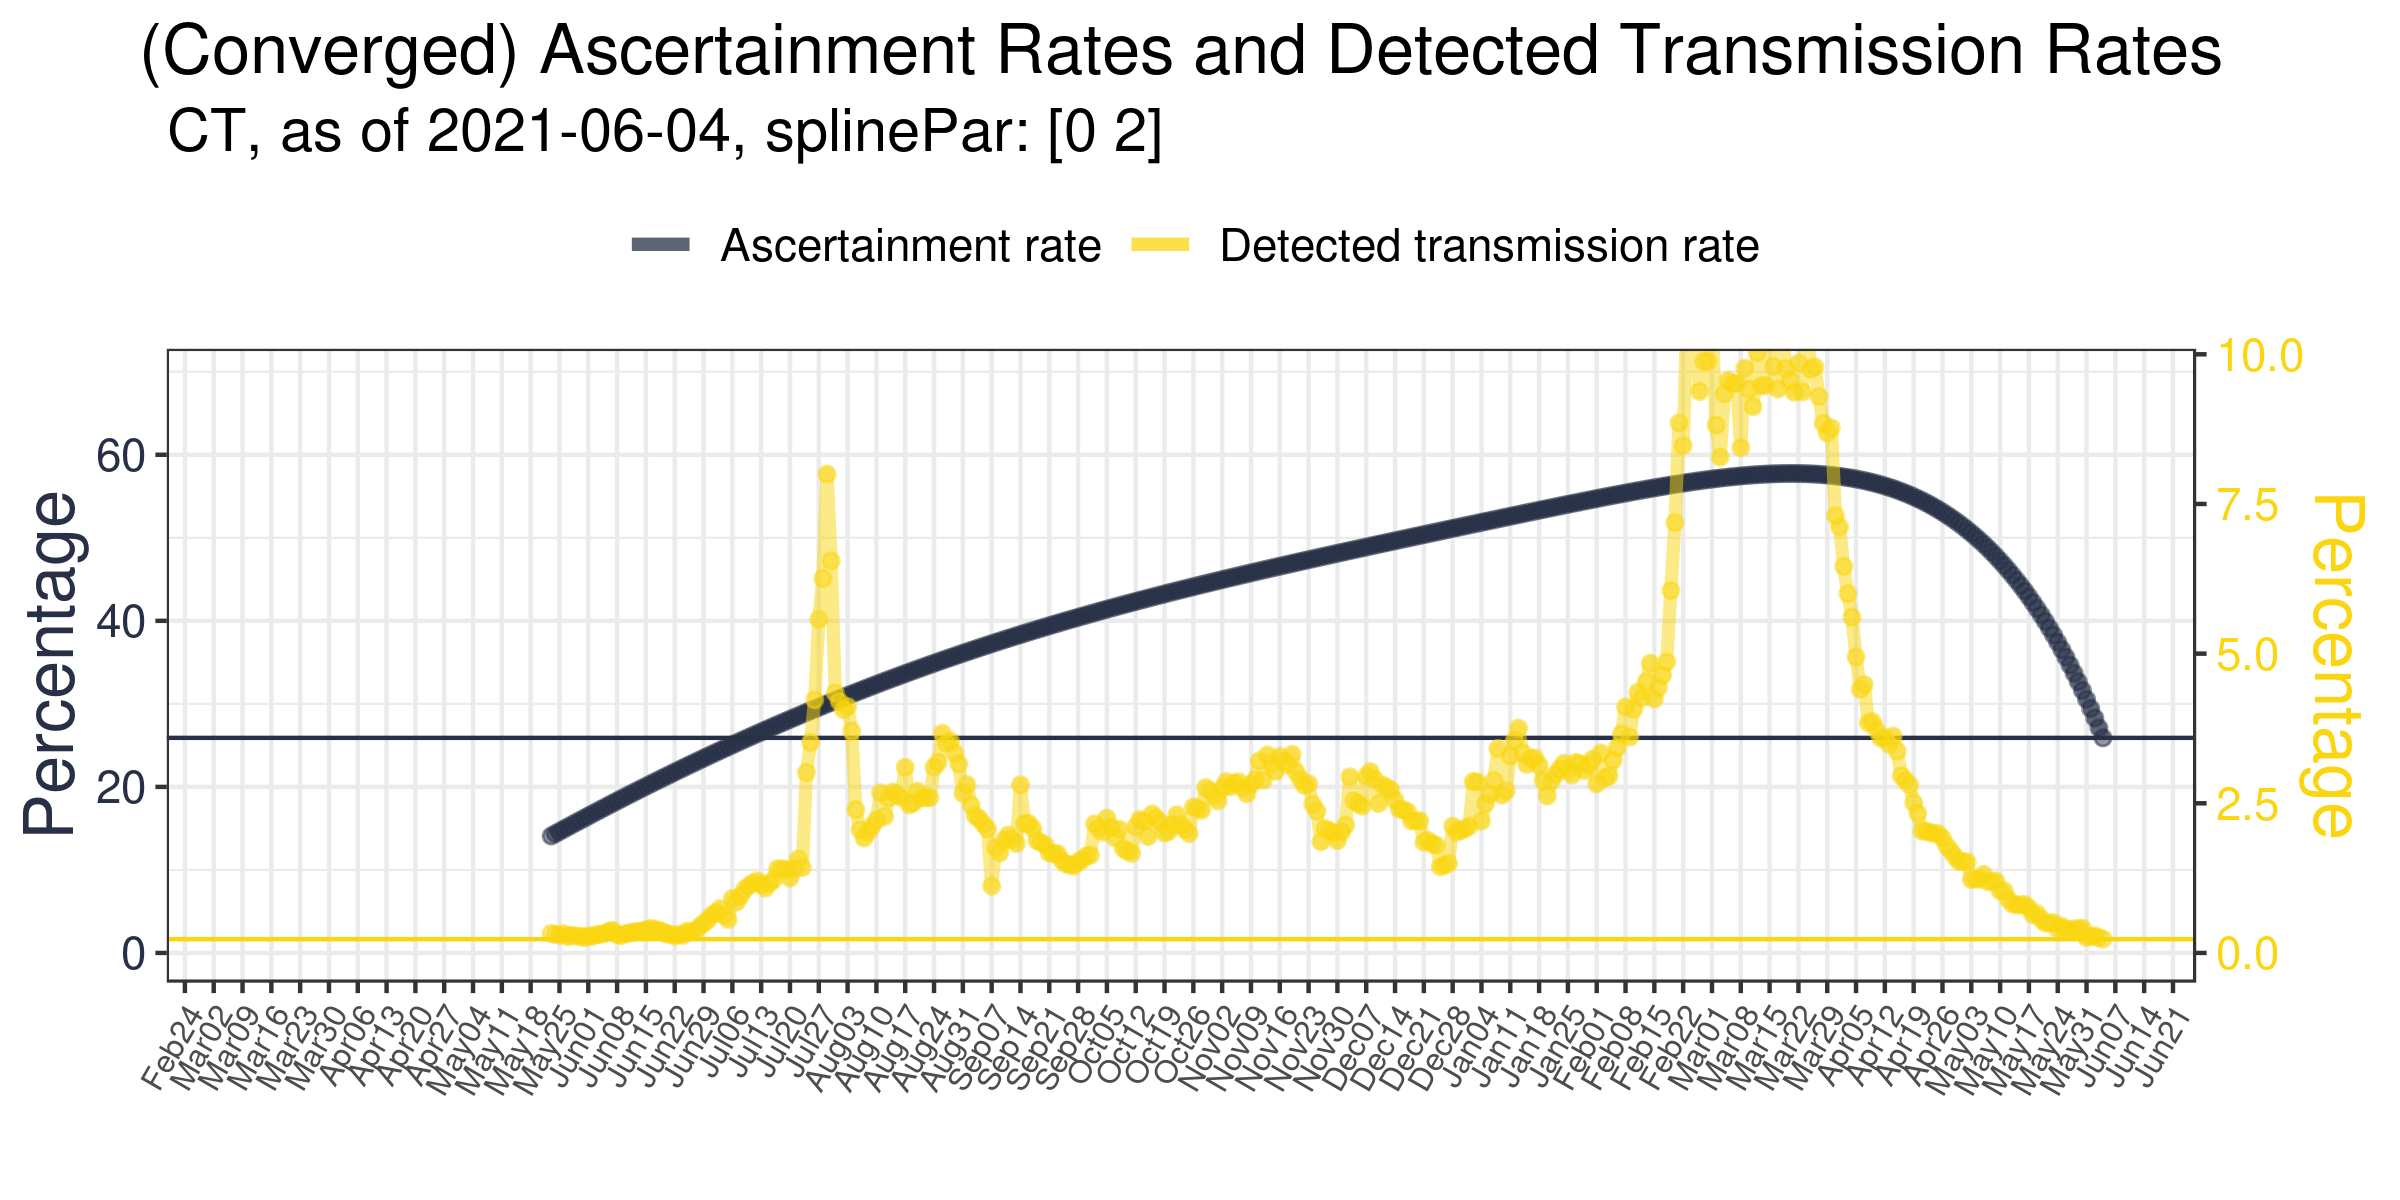 (Converged) Ascertainment Rates and Detected Transmission Rates
CT, as of 2021-06-04, splinePar: [0 2]
Ascertainment rate
Detected transmission rate
Percentage
60
40
20
0
10.0
7.5
5.0
2.5
0.0
Percentage
Feb24
Mar02
Mar09
Mar16
Mar23
Mar30
Apr06
Apr13
Apr20
Apr27
May04
May11
May18
May25
Jun01
Jun08
Jun15
Jun22
Jun29
Jul06
Jul13
Jul20
Jul27
Aug03
Aug10
Aug17
Aug24
Aug31
Sep07
Sep14
Sep21
Sep28
Oct05
Oct12
Oct19
Oct26
Nov02
Nov09
Nov16
Nov23
Nov30
Dec07
Dec14
Dec21
Dec28
Jan04
Jan11
Jan18
Jan25
Feb01
Feb08
Feb15
Feb22
Mar01
Mar08
Mar15
Mar22
Mar29
Apr05
Apr12
Apr19
Apr26
May03
May10
May17
May24
May31
Jun07
Jun14
Jun21